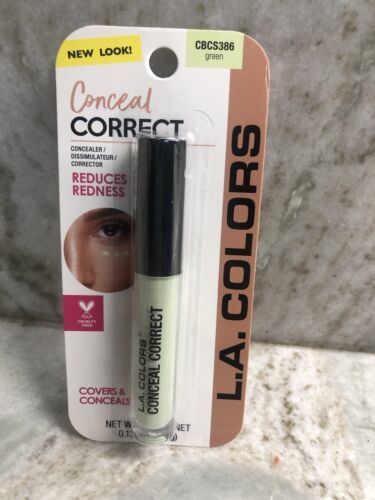 NEW LOOK!
CBCS386
green
Conceal
CORRECT
CONCEALER /
DISSIMULATEUR /
CORRECTOR
REDUCES
REDNESS
CRUELTY
FREE
COVERS &
CONCEALS
NET
NET
L.A. COLORS®
CONCEAL CORRECT
L.A. COLORS